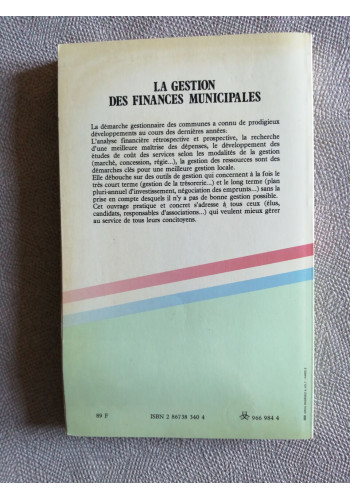 LA GESTION
DES FINANCES MUNICIPALES
La démarche gestionnaire des communes a connu de prodigieux
développements au cours des dernières années.
L'analyse financière rétrospective et prospective, la recherche
d'une meilleure maîtrise des dépenses, le développement des
études de coût des services selon les modalités de la gestion
(marché, concession, régie...), la gestion des ressources sont des
démarches clés pour une meilleure gestion locale.
Elle débouche sur des outils de gestion qui concernent à la fois le
très court terme (gestion de la trésorerie...) et le long terme (plan
pluri-annuel d'investissement, négociation des emprunts...) sans la
prise en compte desquels il n'y a pas de bonne gestion possible.
Cet ouvrage pratique et concret s'adresse à tous ceux (élus,
candidats, responsables d'associations...) qui veulent mieux gérer
au service de tous leurs concitoyens.
89 F
ISBN 2 86738 340 4
966 984 4